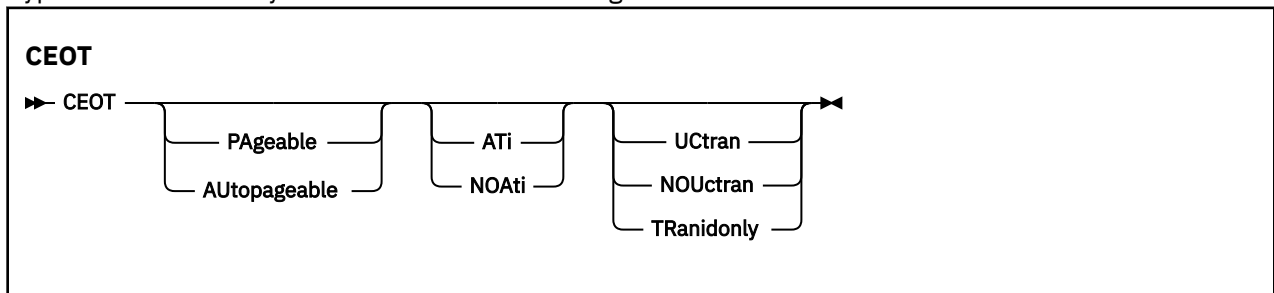 CEOT
CEOT
PAgeable
AUtopageable
ATi
NOAti
UCtran
NOUctran
TRanidonly